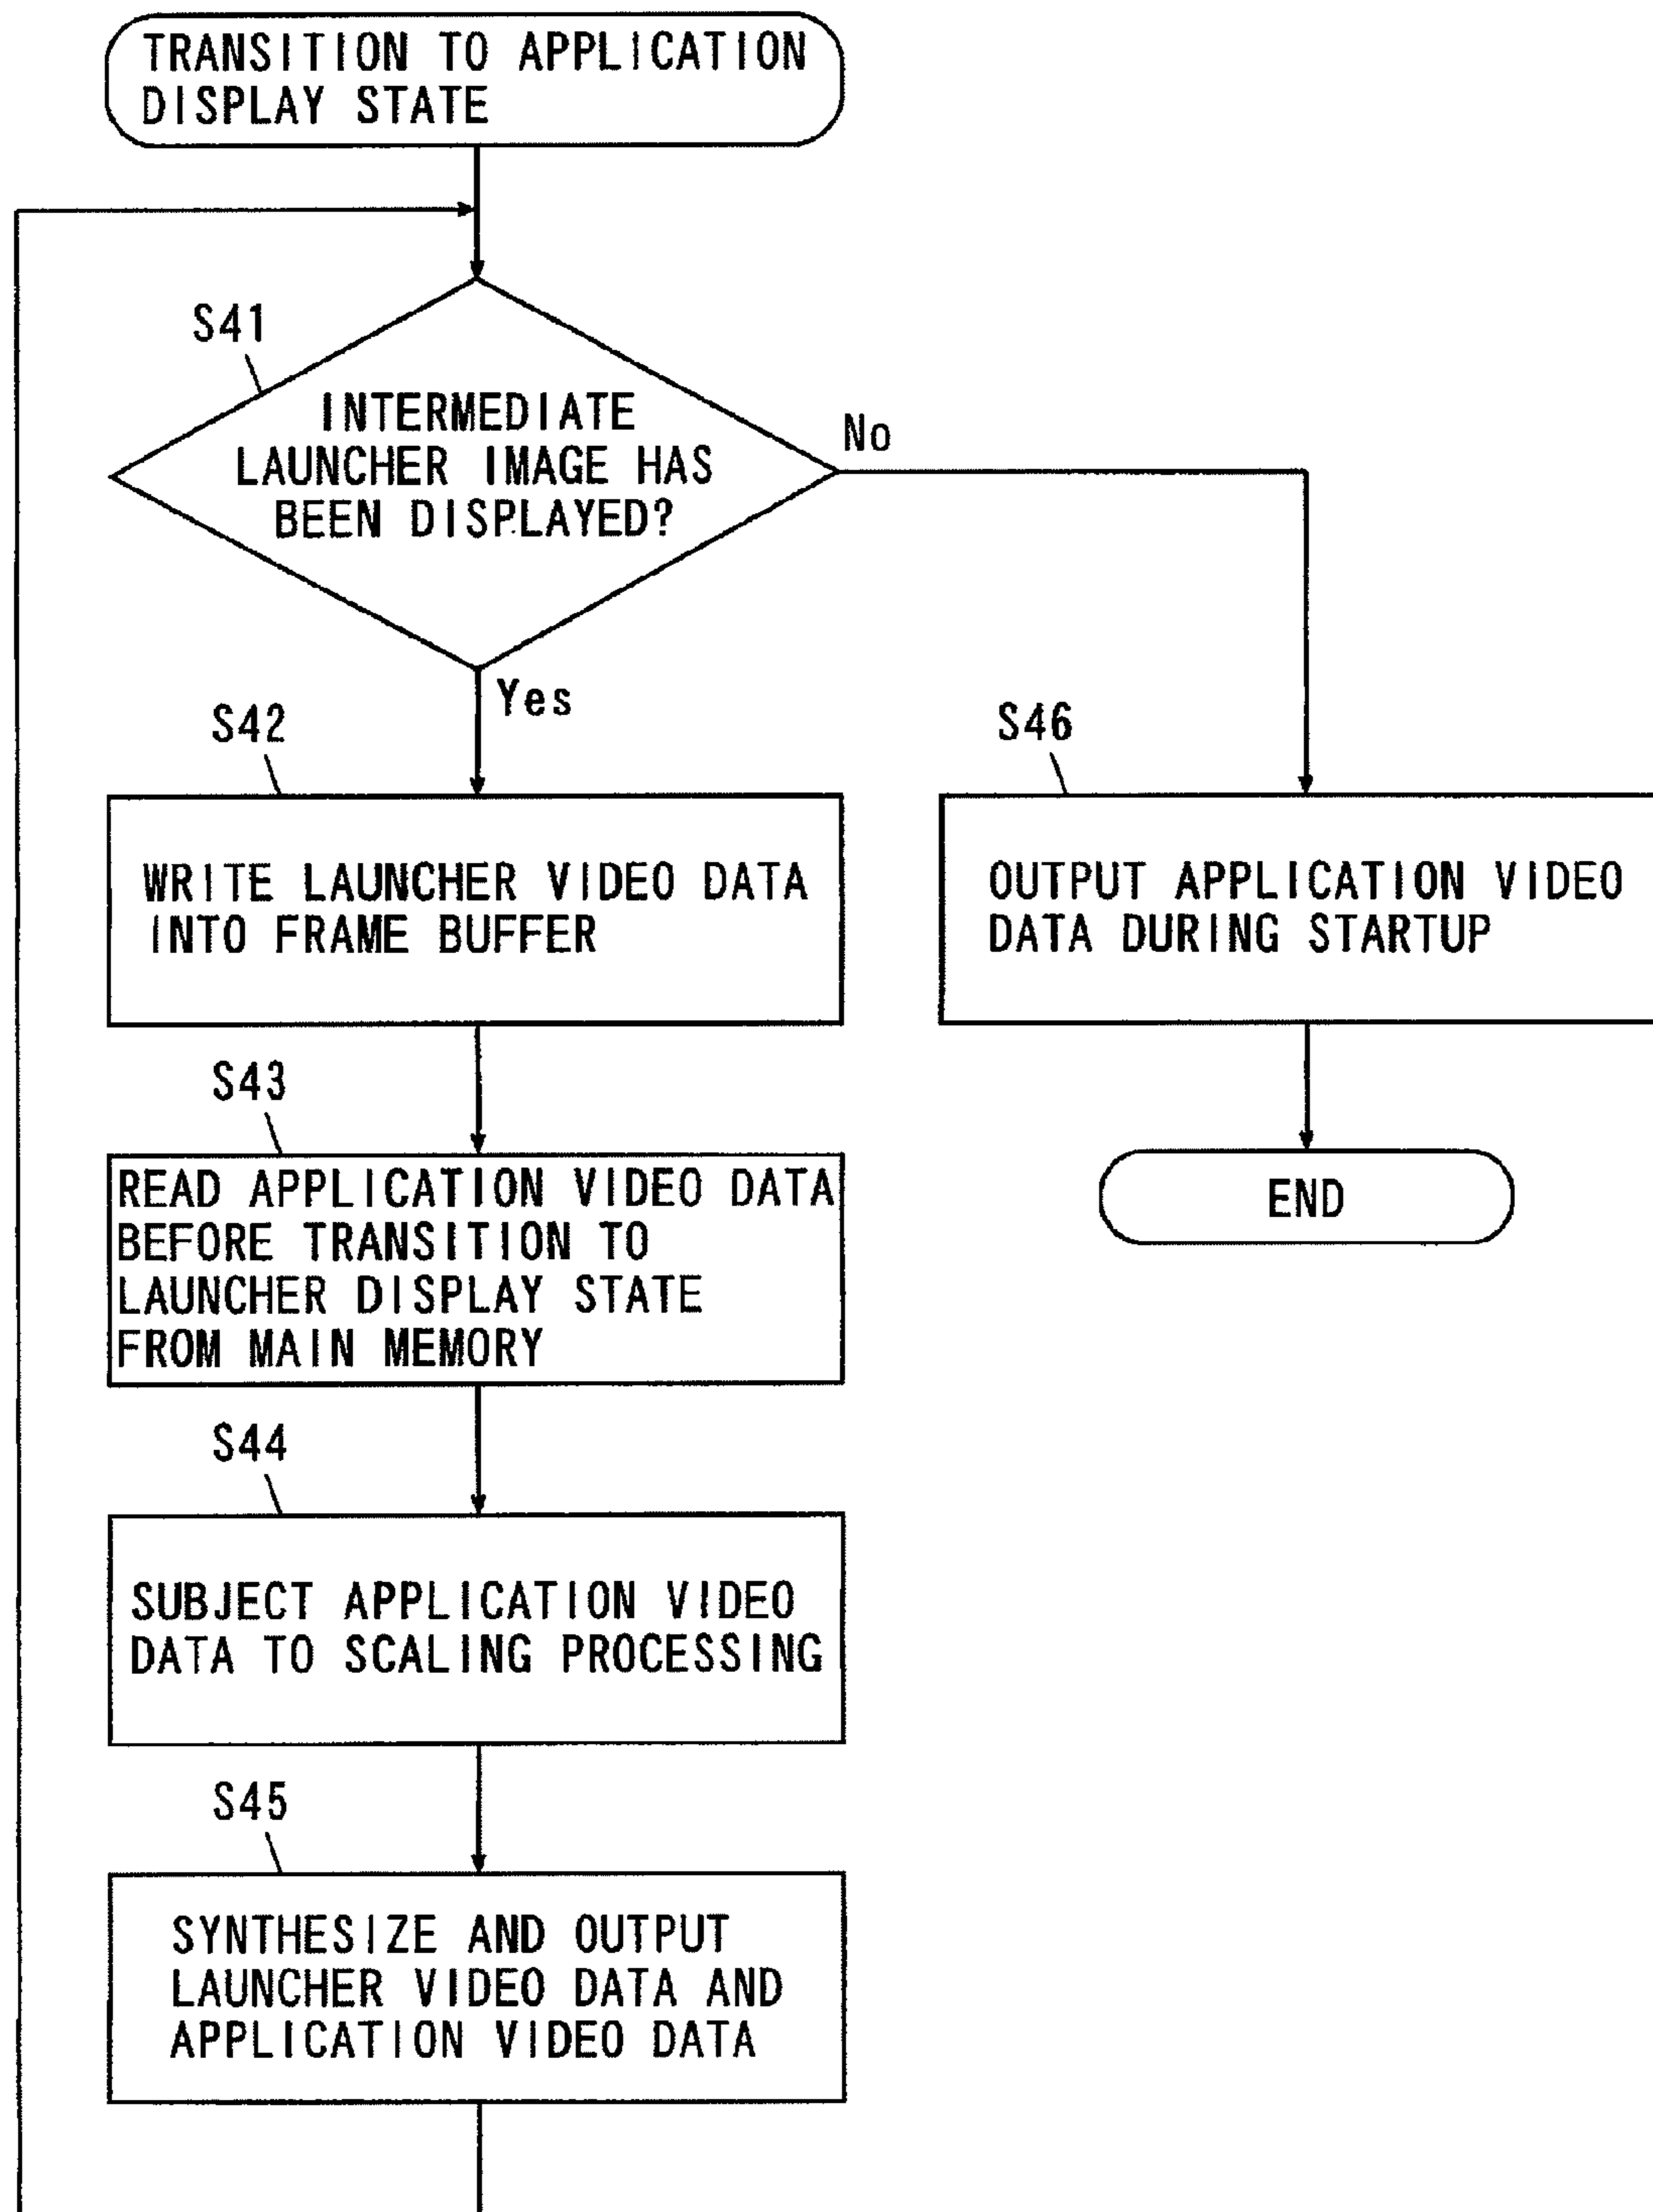 TRANSITION TO APPLICATION
DISPLAY STATE
S41
INTERMEDIATE
LAUNCHER IMAGE HAS
BEEN DISPLAYED?
No
Yes
S42
WRITE LAUNCHER VIDEO DATA
INTO FRAME BUFFER
S46
OUTPUT APPLICATION VIDEO
DATA DURING STARTUP
S43
READ APPLICATION VIDEO DATA
BEFORE TRANSITION TO
LAUNCHER DISPLAY STATE
FROM MAIN MEMORY
END
S44
SUBJECT APPLICATION VIDEO
DATA TO SCALING PROCESSING
S45
SYNTHESIZE AND OUTPUT
LAUNCHER VIDEO DATA AND
APPLICATION VIDEO DATA